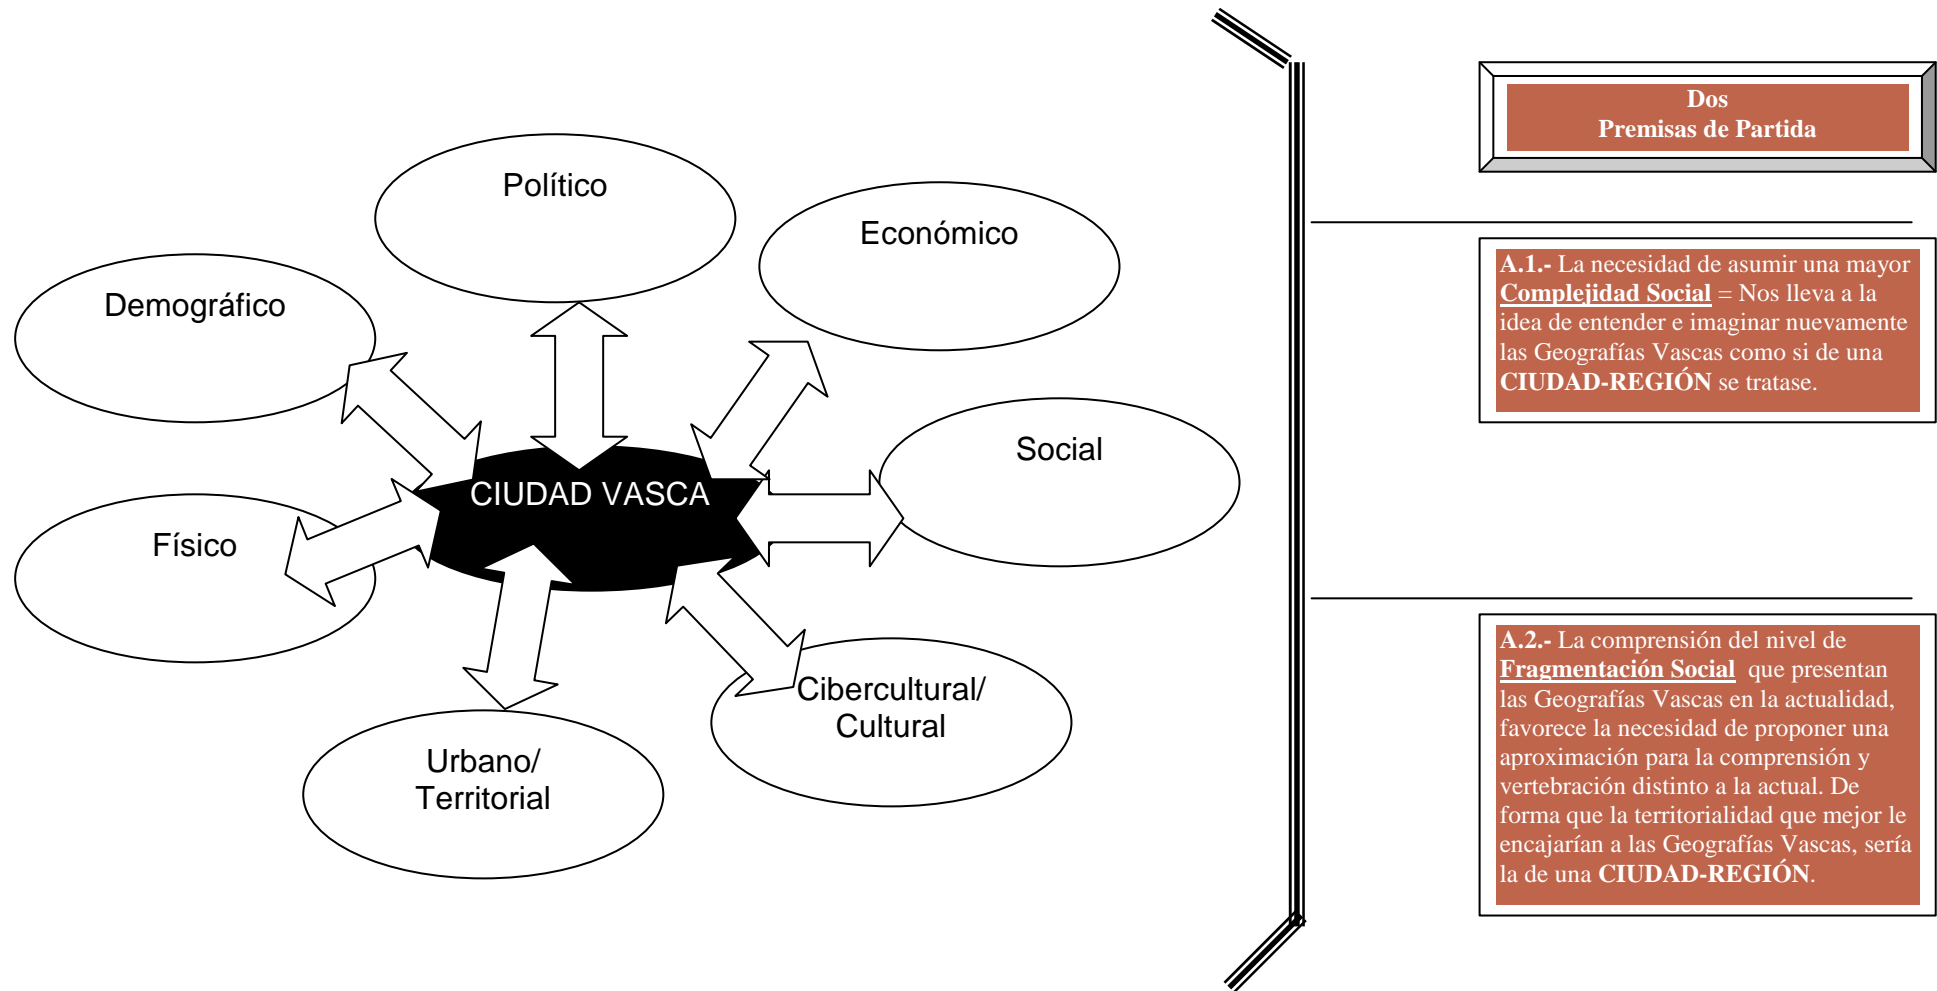 Político
Económico
Demográfico
Social
CIUDAD VASCA
Físico
Cibercultural/
Cultural
Urbano/
Territorial
Dos
Premisas de Partida
A.1.- La necesidad de asumir una mayor
Complejidad Social = Nos lleva a la
idea de entender e imaginar nuevamente
las Geografías Vascas como si de una
CIUDAD-REGIÓN se tratase.
A.2.- La comprensión del nivel de
Fragmentación Social que presentan
las Geografías Vascas en la actualidad,
favorece la necesidad de proponer una
aproximación para la comprensión y
vertebración distinto a la actual. De
forma que la territorialidad que mejor le
encajarían a las Geografías Vascas, sería
la de una CIUDAD-REGIÓN.